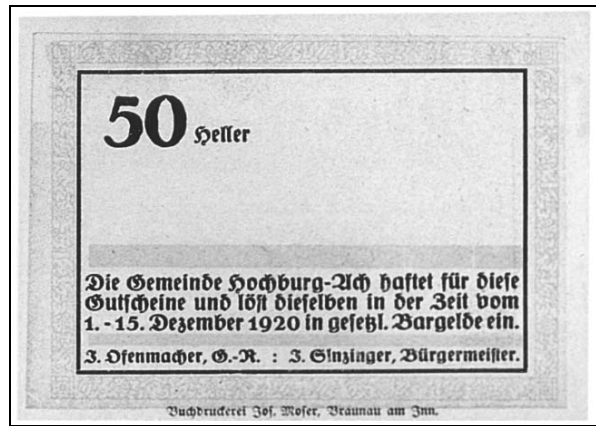 50 Heller
Die Gemeinde Hochburg-Ach haftet für diese
Gutscheine und löst dieselben in der Zeit vom
1. - 15. Dezember 1920 in gesetzl. Bargelde ein.
J. Ofenmacher, G.-R. : J. Sinzinger, Bürgermeister.
Buchdruckerei Jos. Moser, Braunau am Inn.